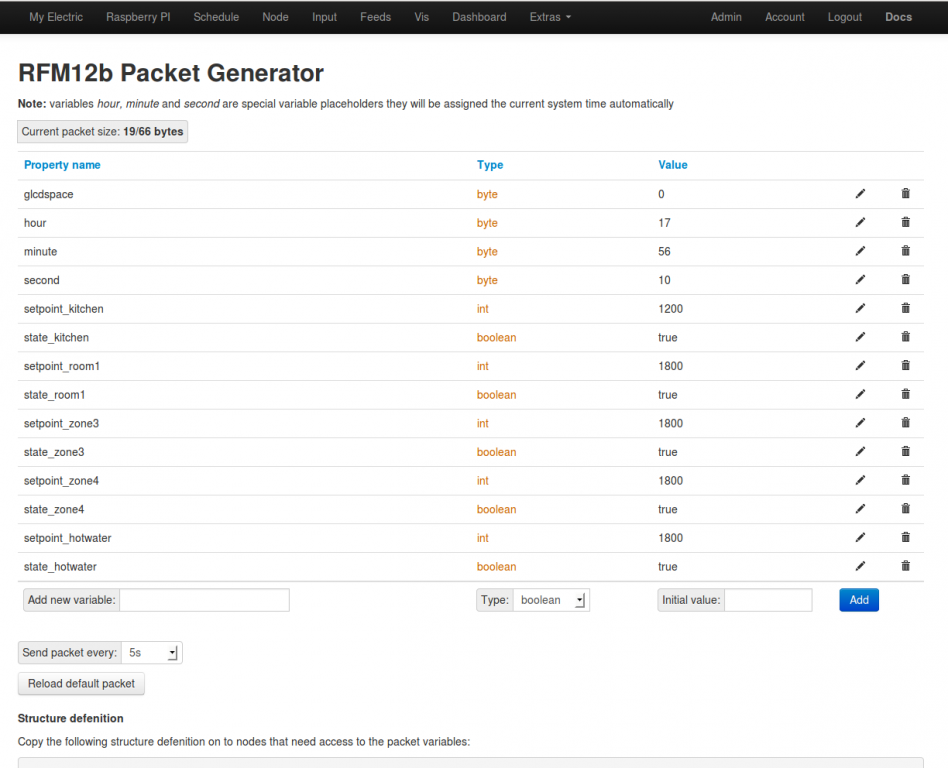 My Electric Raspberry PI Schedule Node Input Feeds Vis Dashboard Extras Admin Account Logout Docs
RFM12b Packet Generator
Note: variables hour, minute and second are special variable placeholders they will be assigned the current system time automatically
Current packet size: 19/66 bytes
Property name Type Value
glcdspace byte 0
hour byte 17
minute byte 56
second byte 10
setpoint_kitchen int 1200
state_kitchen boolean true
setpoint_room1 int 1800
state_room1 boolean true
setpoint_zone3 int 1800
state_zone3 boolean true
setpoint_zone4 int 1800
state_zone4 boolean true
setpoint_hotwater int 1800
state_hotwater boolean true
Add new variable: Type: boolean Initial value: Add
Send packet every: 5s
Reload default packet
Structure defenition
Copy the following structure defenition on to nodes that need access to the packet variables: